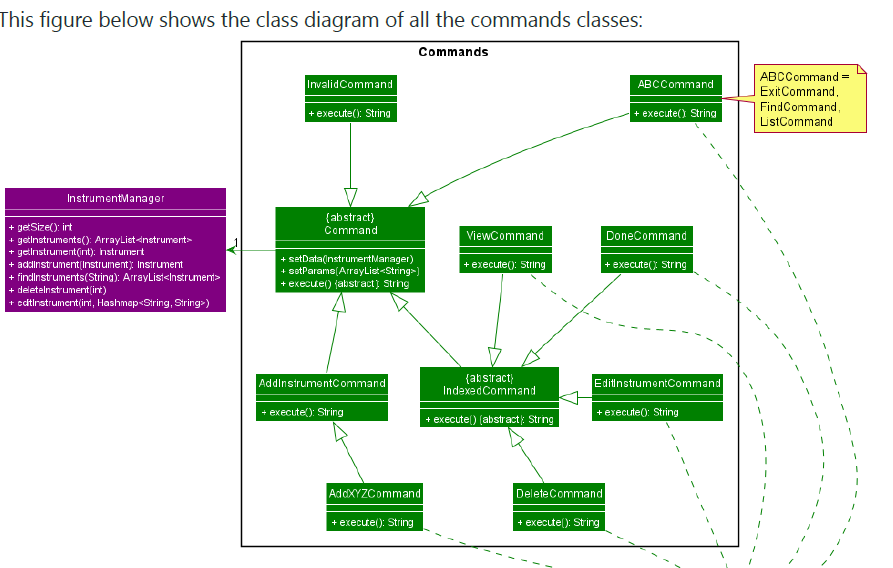 This figure below shows the class diagram of all the commands classes:
Commands
InvalidCommand
+ execute(): String
ABCCommand
+ execute(): String
ABCCommand =
ExitCommand,
FindCommand,
ListCommand
InstrumentManager
+ getSize(): int
+ getInstruments(): ArrayList<Instrument>
+ getInstrument(int): Instrument
+ addInstrument(Instrument): Instrument
+ findInstruments(String): ArrayList<Instrument>
+ deleteInstrument(int)
+ editInstrument(int, Hashmap<String, String>)
1
{abstract}
Command
+ setData(InstrumentManager)
+ setParams(ArrayList<String>)
+ execute() {abstract}: String
ViewCommand
+ execute(): String
DoneCommand
+ execute(): String
AddInstrumentCommand
+ execute(): String
{abstract}
IndexedCommand
+ execute() {abstract}: String
EditInstrumentCommand
+ execute(): String
AddXYZCommand
+ execute(): String
DeleteCommand
+ execute(): String